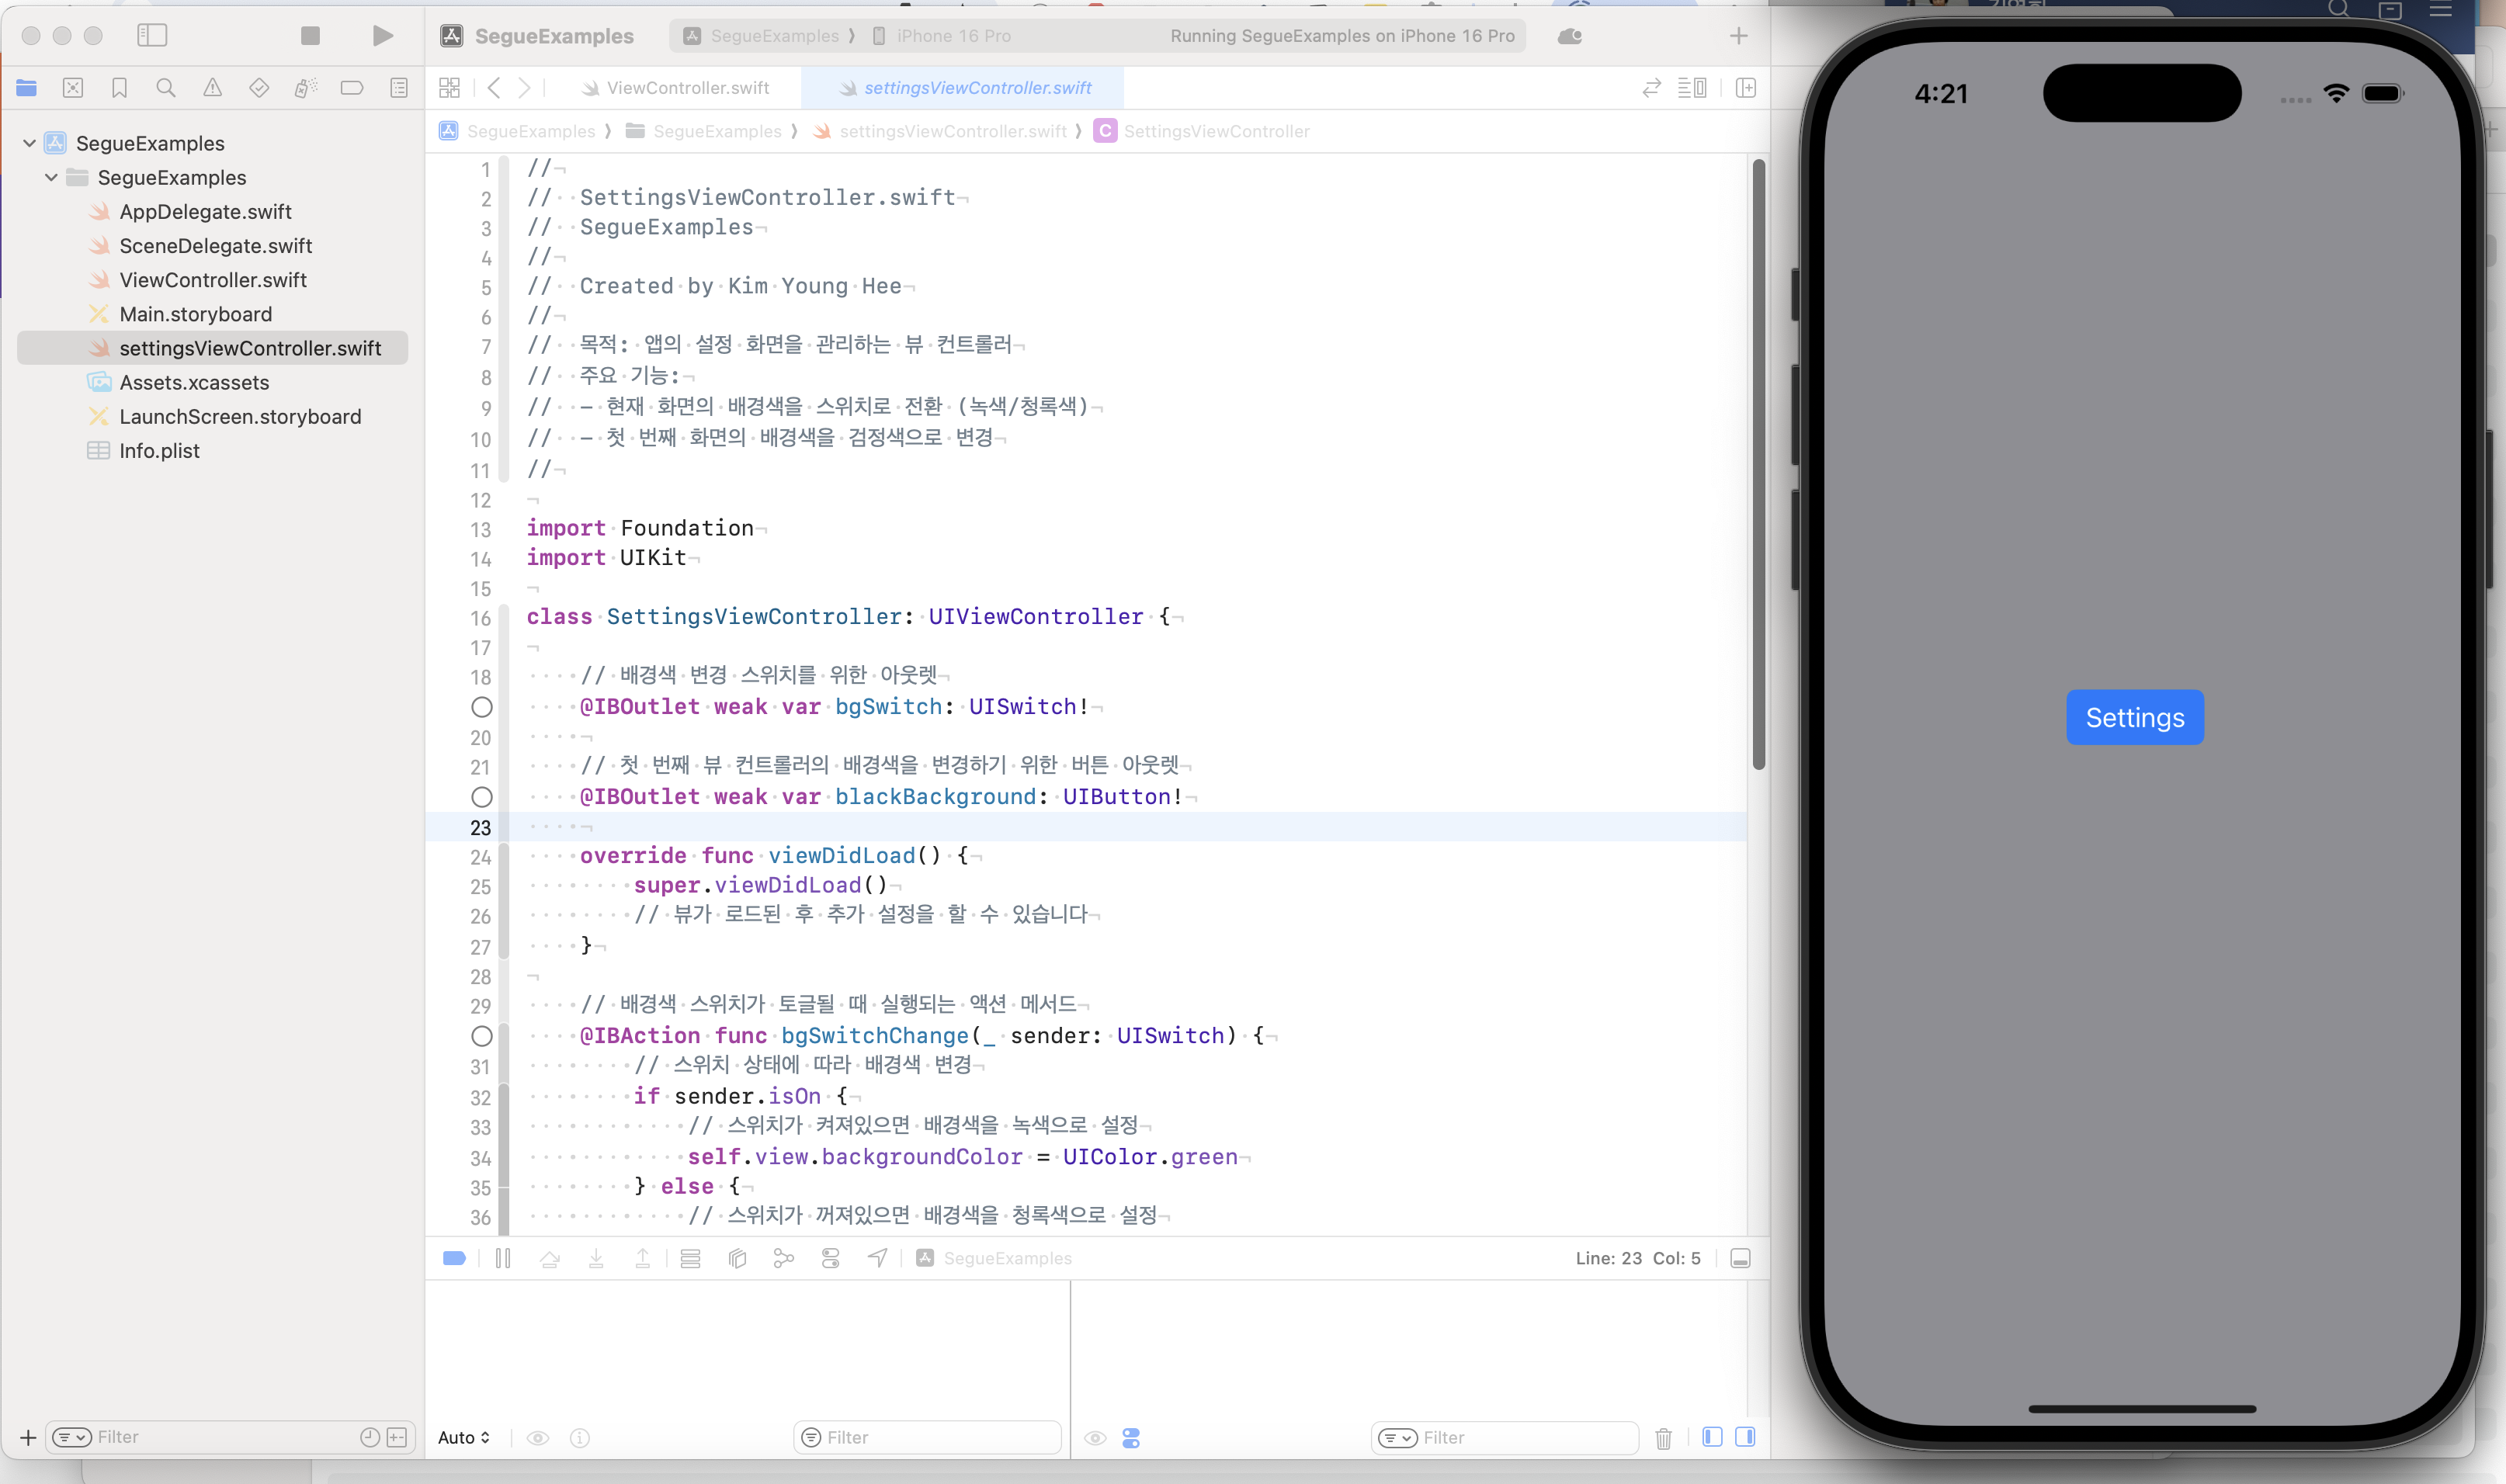 SegueExamples
SegueExamples
iPhone 16 Pro
Running SegueExamples on iPhone 16 Pro
ViewController.swift
settingsViewController.swift
SegueExamples
SegueExamples
settingsViewController.swift
C
SettingsViewController
SegueExamples
SegueExamples
AppDelegate.swift
SceneDelegate.swift
ViewController.swift
Main.storyboard
settingsViewController.swift
Assets.xcassets
LaunchScreen.storyboard
Info.plist
1 //
2 //  SettingsViewController.swift
3 //  SegueExamples
4 //
5 //  Created by Kim Young Hee
6 //
7 //  목적: 앱의 설정 화면을 관리하는 뷰 컨트롤러
8 //  주요 기능:
9 //  - 현재 화면의 배경색을 스위치로 전환 (녹색/청록색)
10 //  - 첫 번째 화면의 배경색을 검정색으로 변경
11 //
12
13 import Foundation
14 import UIKit
15
16 class SettingsViewController: UIViewController {
17
18     // 배경색 변경 스위치를 위한 아웃렛
    @IBOutlet weak var bgSwitch: UISwitch!
20
21     // 첫 번째 뷰 컨트롤러의 배경색을 변경하기 위한 버튼 아웃렛
    @IBOutlet weak var blackBackground: UIButton!
23
24     override func viewDidLoad() {
25         super.viewDidLoad()
26         // 뷰가 로드된 후 추가 설정을 할 수 있습니다
27     }
28
29     // 배경색 스위치가 토글될 때 실행되는 액션 메서드
    @IBAction func bgSwitchChange(_ sender: UISwitch) {
31         // 스위치 상태에 따라 배경색 변경
32         if sender.isOn {
33             // 스위치가 켜져있으면 배경색을 녹색으로 설정
34             self.view.backgroundColor = UIColor.green
35         } else {
36             // 스위치가 꺼져있으면 배경색을 청록색으로 설정
SegueExamples
Line: 23 Col: 5
Filter
Auto
Filter
Filter
4:21
Settings